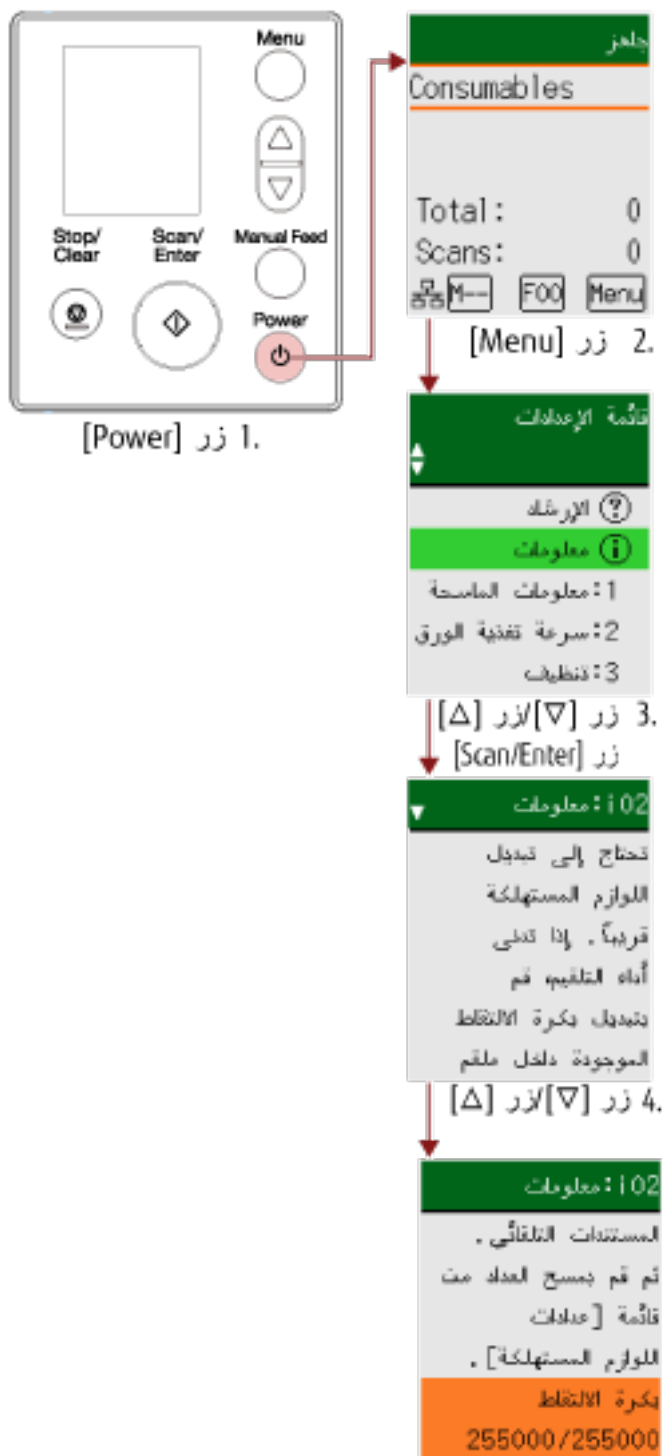 Menu
Stop/
Clear
Scan/
Enter
Manual Feed
Power
1. زر [Power]
جاهز
Consumables
Total: 0
Scans: 0
M-- F00 Menu
2. زر [Menu]
قائمة الإعدادات
الإرشاد
معلومات
1:معلومات الماسحة
2:سرعة تغذية الورق
3:تنظيف
3. زر [▽]/زر [△]
زر [Scan/Enter]
i02:معلومات
تحتاج إلى تبديل
اللوازم المستهلكة
قريباً. إذا تدنى
أداء التلقيم، قم
بتبديل بكرة الالتقاط
الموجودة داخل ملقم
4. زر [▽]/زر [△]
i02:معلومات
المستندات التلقائي.
ثم قم بمسح العداد من
قائمة [عدادات
اللوازم المستهلكة].
بكرة الالتقاط
255000/255000